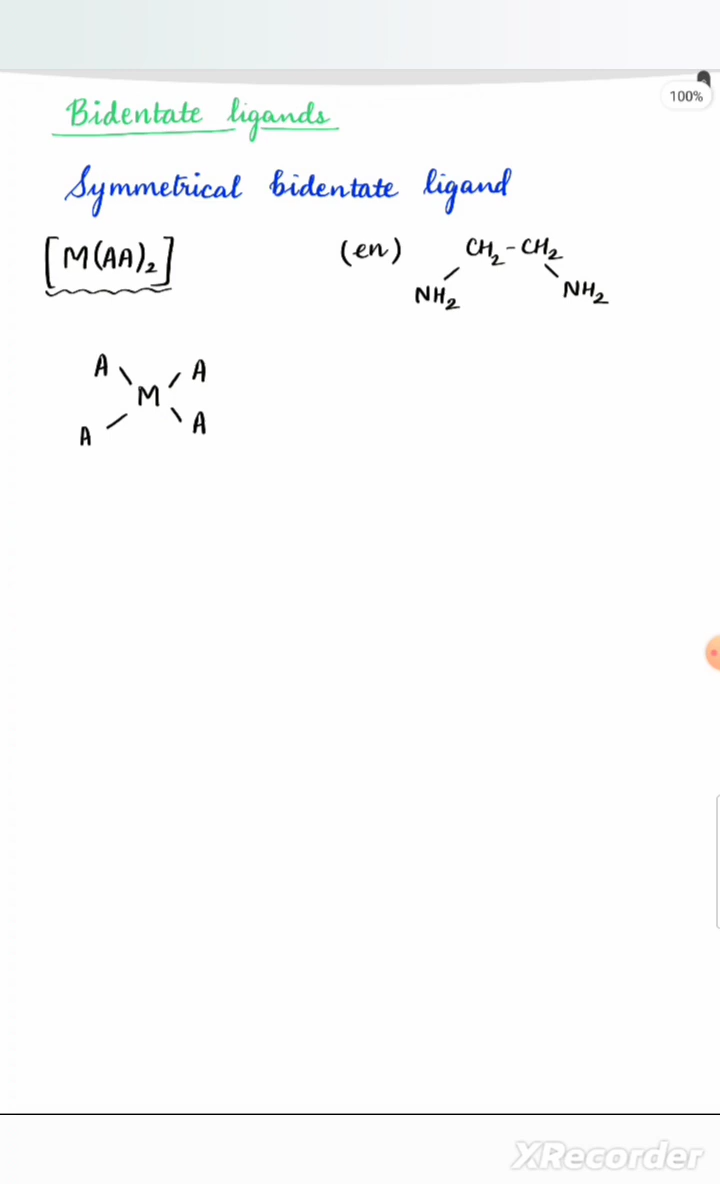 100%
Bidentate ligands
Symmetrical bidentate ligand
[M(AA)₂] (en) CH₂-CH₂
NH₂ NH₂
A A
M
A A
XRecorder